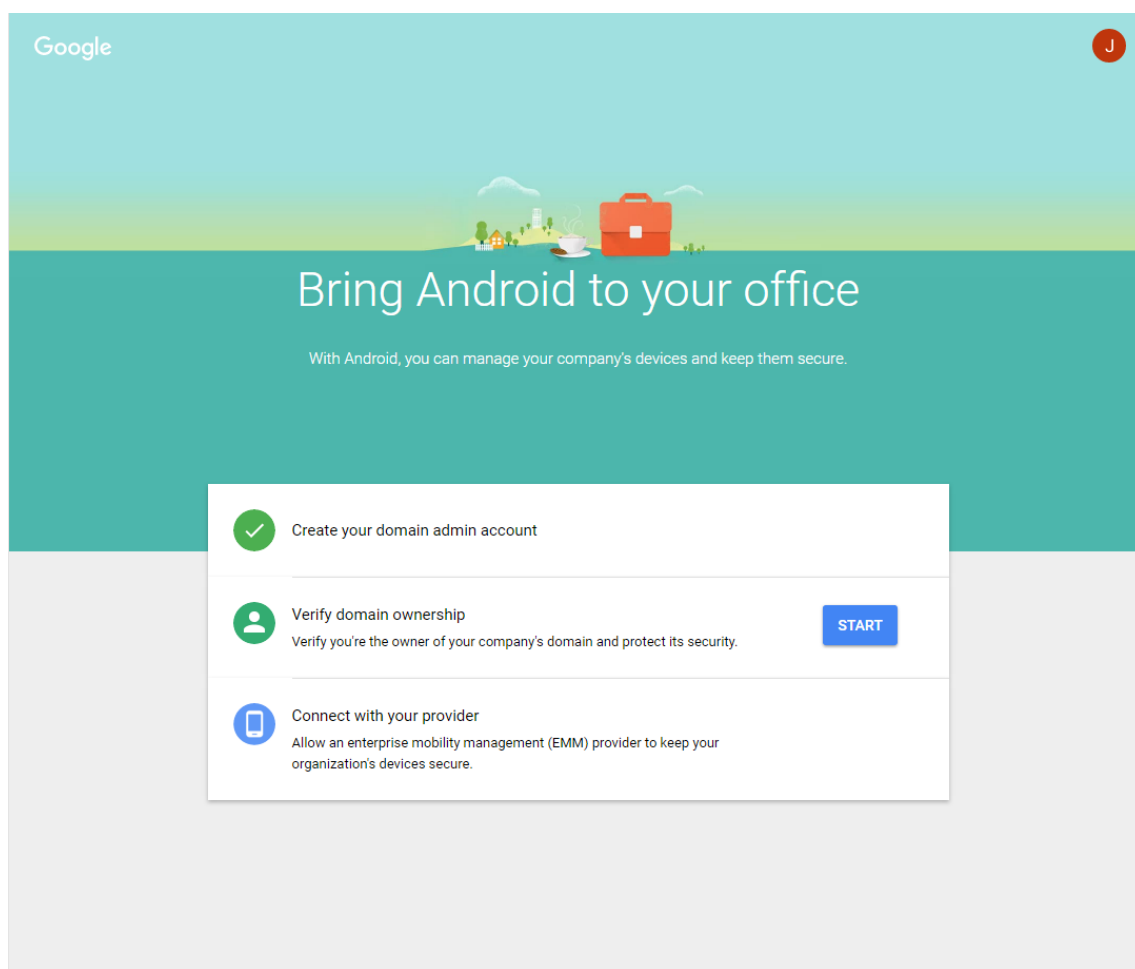 Google
J
Bring Android to your office
With Android, you can manage your company's devices and keep them secure.
Create your domain admin account
Verify domain ownership
Verify you're the owner of your company's domain and protect its security.
START
Connect with your provider
Allow an enterprise mobility management (EMM) provider to keep your
organization's devices secure.